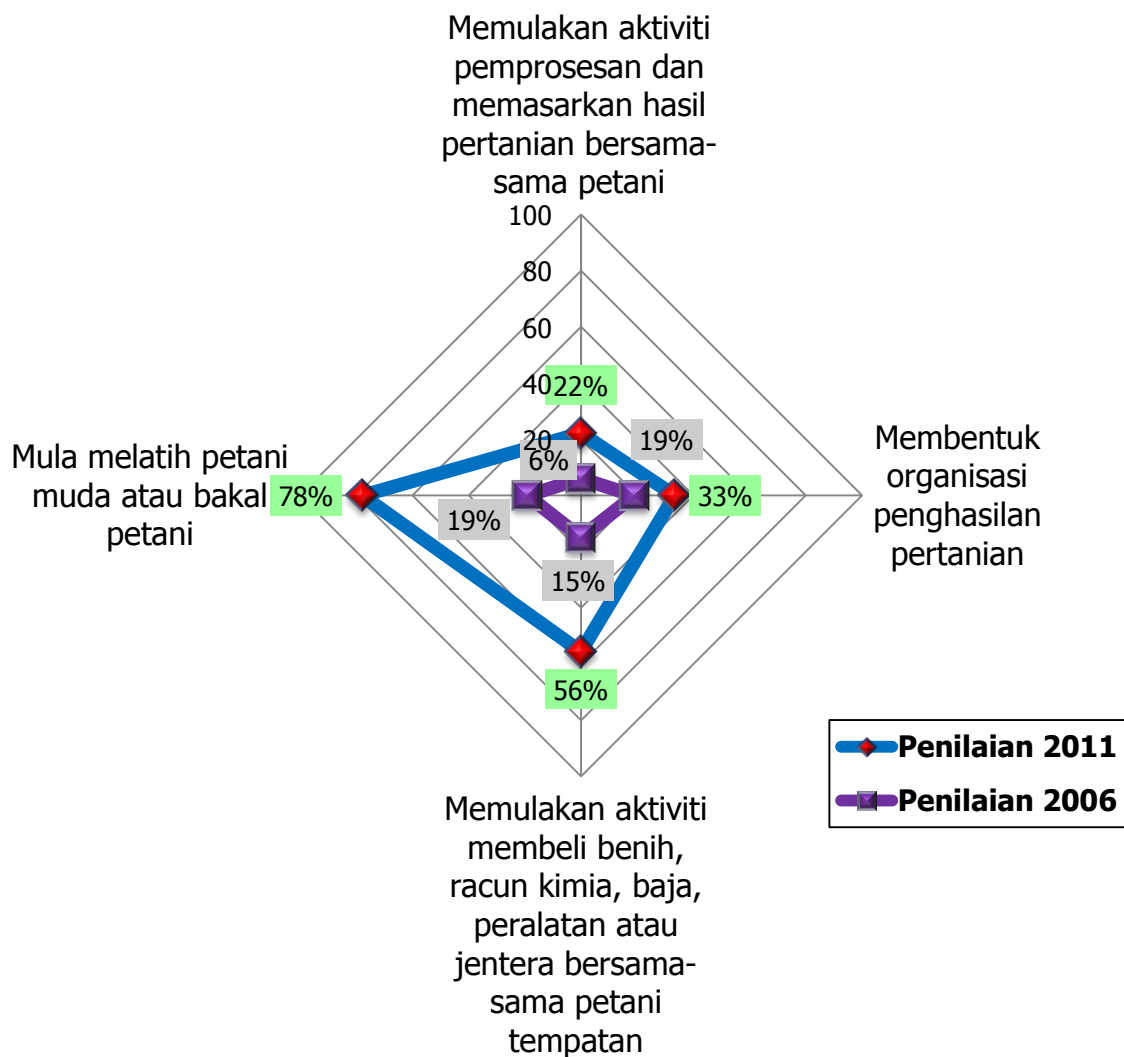 Memulakan aktiviti
pemprosesan dan
memasarkan hasil
pertanian bersama-
sama petani
100
80
60
40
22%
20
19%
6%
Mula melatih petani
muda atau bakal
petani
78%
19%
33%
Membentuk
organisasi
penghasilan
pertanian
15%
56%
Penilaian 2011
Penilaian 2006
Memulakan aktiviti
membeli benih,
racun kimia, baja,
peralatan atau
jentera bersama-
sama petani
tempatan